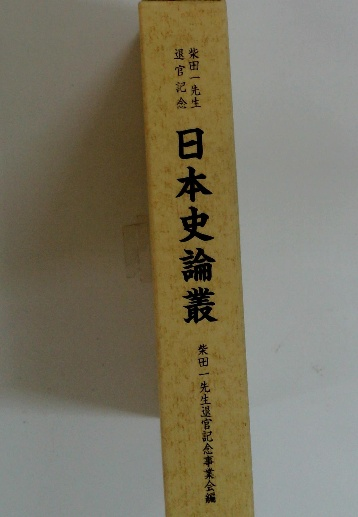 柴田一先生
退官記念
日本史論叢
柴田一先生退官記念事業会編